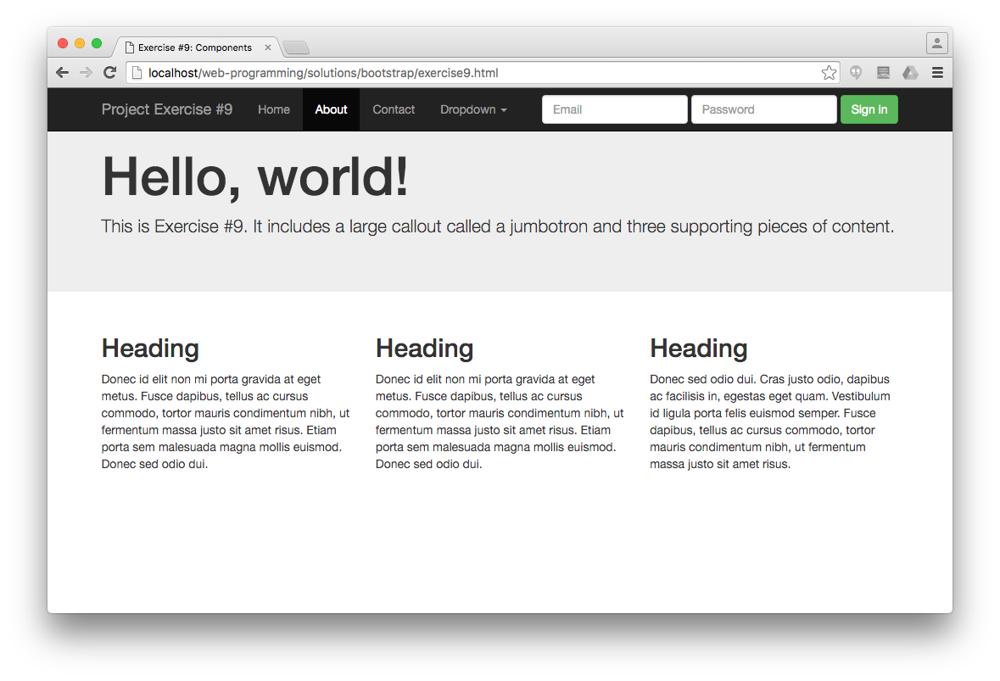 Exercise #9: Components
localhost/web-programming/solutions/bootstrap/exercise9.html
Project Exercise #9 Home About Contact Dropdown Email Password Sign in
Hello, world!
This is Exercise #9. It includes a large callout called a jumbotron and three supporting pieces of content.
Heading
Donec id elit non mi porta gravida at eget
metus. Fusce dapibus, tellus ac cursus
commodo, tortor mauris condimentum nibh, ut
fermentum massa justo sit amet risus. Etiam
porta sem malesuada magna mollis euismod.
Donec sed odio dui.
Heading
Donec id elit non mi porta gravida at eget
metus. Fusce dapibus, tellus ac cursus
commodo, tortor mauris condimentum nibh, ut
fermentum massa justo sit amet risus. Etiam
porta sem malesuada magna mollis euismod.
Donec sed odio dui.
Heading
Donec sed odio dui. Cras justo odio, dapibus
ac facilisis in, egestas eget quam. Vestibulum
id ligula porta felis euismod semper. Fusce
dapibus, tellus ac cursus commodo, tortor
mauris condimentum nibh, ut fermentum
massa justo sit amet risus.